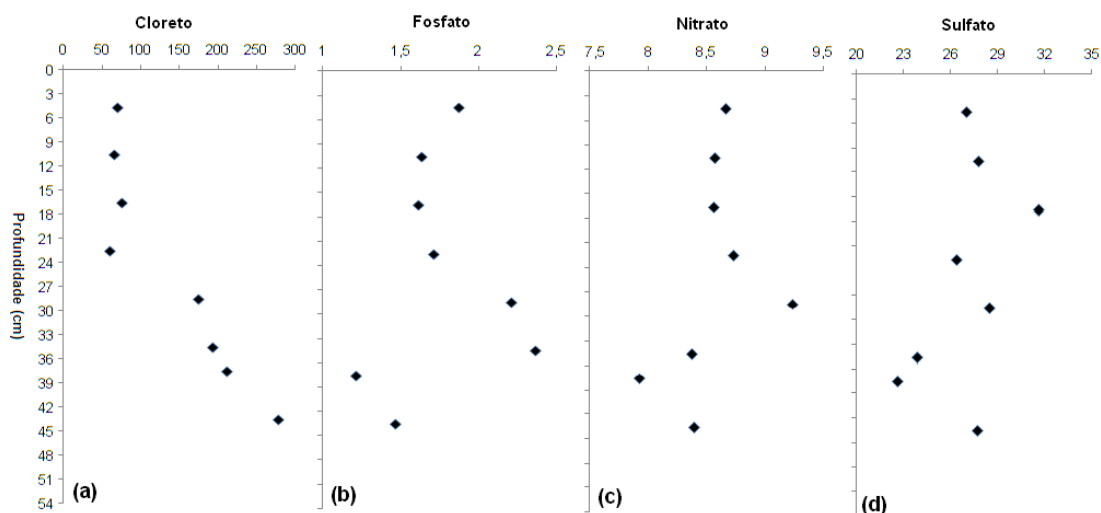 Cloreto
Fosfato
Nitrato
Sulfato
0 50 100 150 200 250 300
1 1,5 2 2,5
7,5 8 8,5 9 9,5
20 23 26 29 32 35
0
3
6
9
12
15
18
21
24
27
30
33
36
39
42
45
48
51
54
Profundidade (cm)
(a)
(b)
(c)
(d)